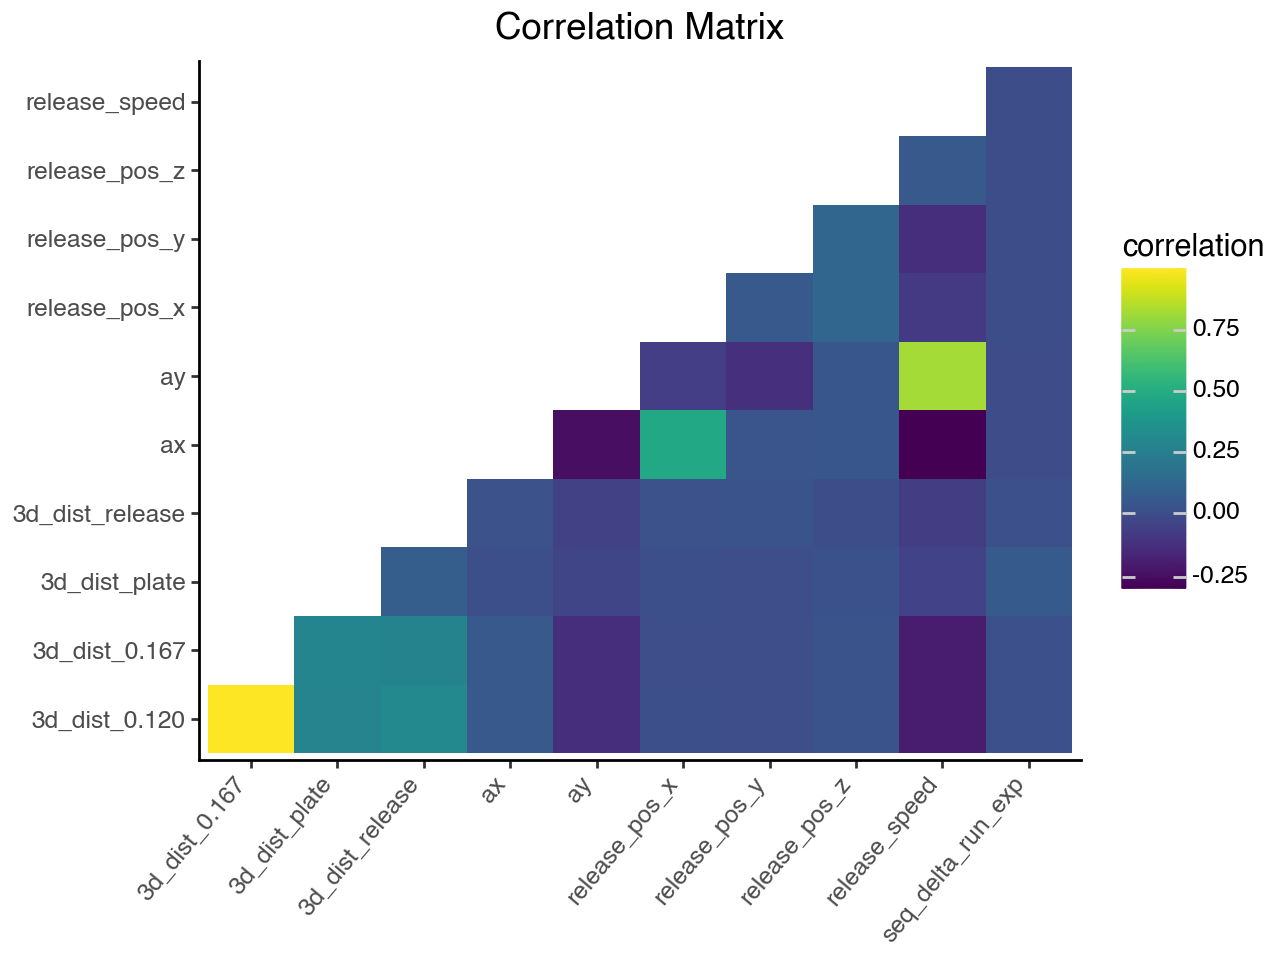 Correlation Matrix
release_speed
release_pos_z
release_pos_y
release_pos_x
ay
ax
3d_dist_release
3d_dist_plate
3d_dist_0.167
3d_dist_0.120
3d_dist_0.167
3d_dist_plate
3d_dist_release
ax
ay
release_pos_x
release_pos_y
release_pos_z
release_speed
seq_delta_run_exp
correlation
0.75
0.50
0.25
0.00
-0.25